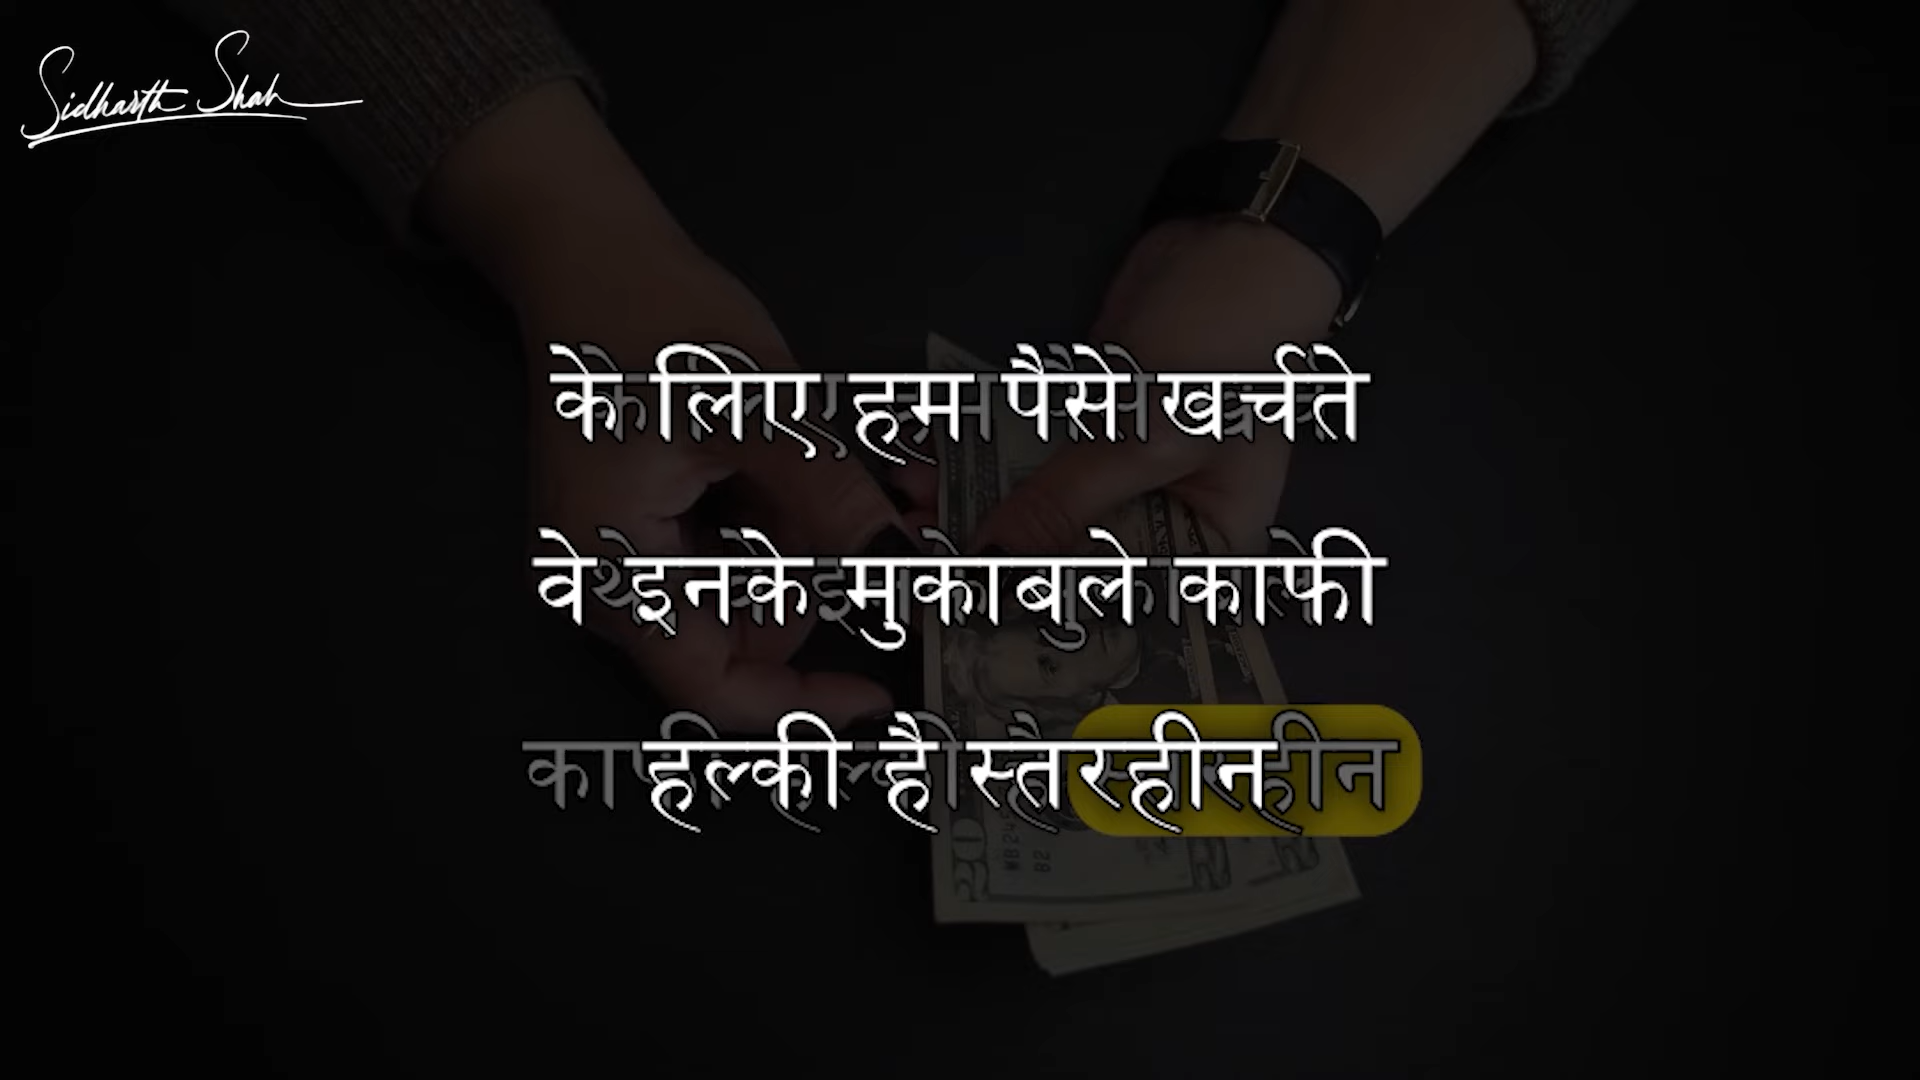 Sidharth Shah
के लिए हम पैसे खर्चते
वे इनके मुकाबले काफी
हल्की है स्तरहीन